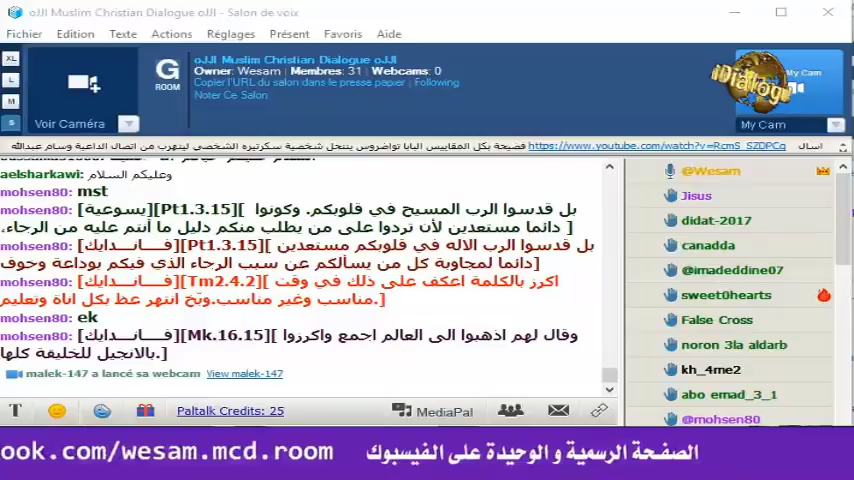 oJJI Muslim Christian Dialogue oJJI - Salon de voix
Fichier Edition Texte Actions Réglages Présent Favoris Aide
XL
L
M
S
Voir Caméra
G
ROOM
oJJI Muslim Christian Dialogue oJJI
Owner: Wesam | Membres: 31 | Webcams: 0
Copier l'URL du salon dans le presse papier | Following
Noter Ce Salon
iDialogue
My Cam
My Cam
اسال https://www.youtube.com/watch?v=RcmS_SZDPCg فضيحة بكل المقاييس البابا تواضروس ينتحل شخصية سكرتيره الشخصي ليتهرب من اتصال الداعية وسام عبدالله
aelsharkawi: وعليكم السلام
mohsen80: mst
mohsen80: [يسوعية][Pt1.3.15][ بل قدسوا الرب المسيح في قلوبكم. وكونوا
دائما مستعدين لأن تردوا على من يطلب منكم دليل ما أنتم عليه من الرجاء، ]
mohsen80: [فـــانـــدايك][Pt1.3.15][ بل قدسوا الرب الاله في قلوبكم مستعدين
دائما لمجاوبة كل من يسألكم عن سبب الرجاء الذي فيكم بوداعة وخوف]
mohsen80: [فـــانـــدايك][Tm2.4.2][ اكرز بالكلمة اعكف على ذلك في وقت
مناسب وغير مناسب.وبّخ انتهر عظ بكل اناة وتعليم.]
mohsen80: ek
mohsen80: [فـــانـــدايك][Mk.16.15][ وقال لهم اذهبوا الى العالم اجمع واكرزوا
بالانجيل للخليقة كلها.]
malek-147 a lancé sa webcam View malek-147
T Paltalk Credits: 25 MediaPal
@Wesam
Jisus
didat-2017
canadda
@imadeddine07
sweet0hearts
False Cross
noron 3la aldarb
kh_4me2
abo emad_3_1
@mohsen80
ook.com/wesam.mcd.room الصفحة الرسمية و الوحيدة على الفيسبوك